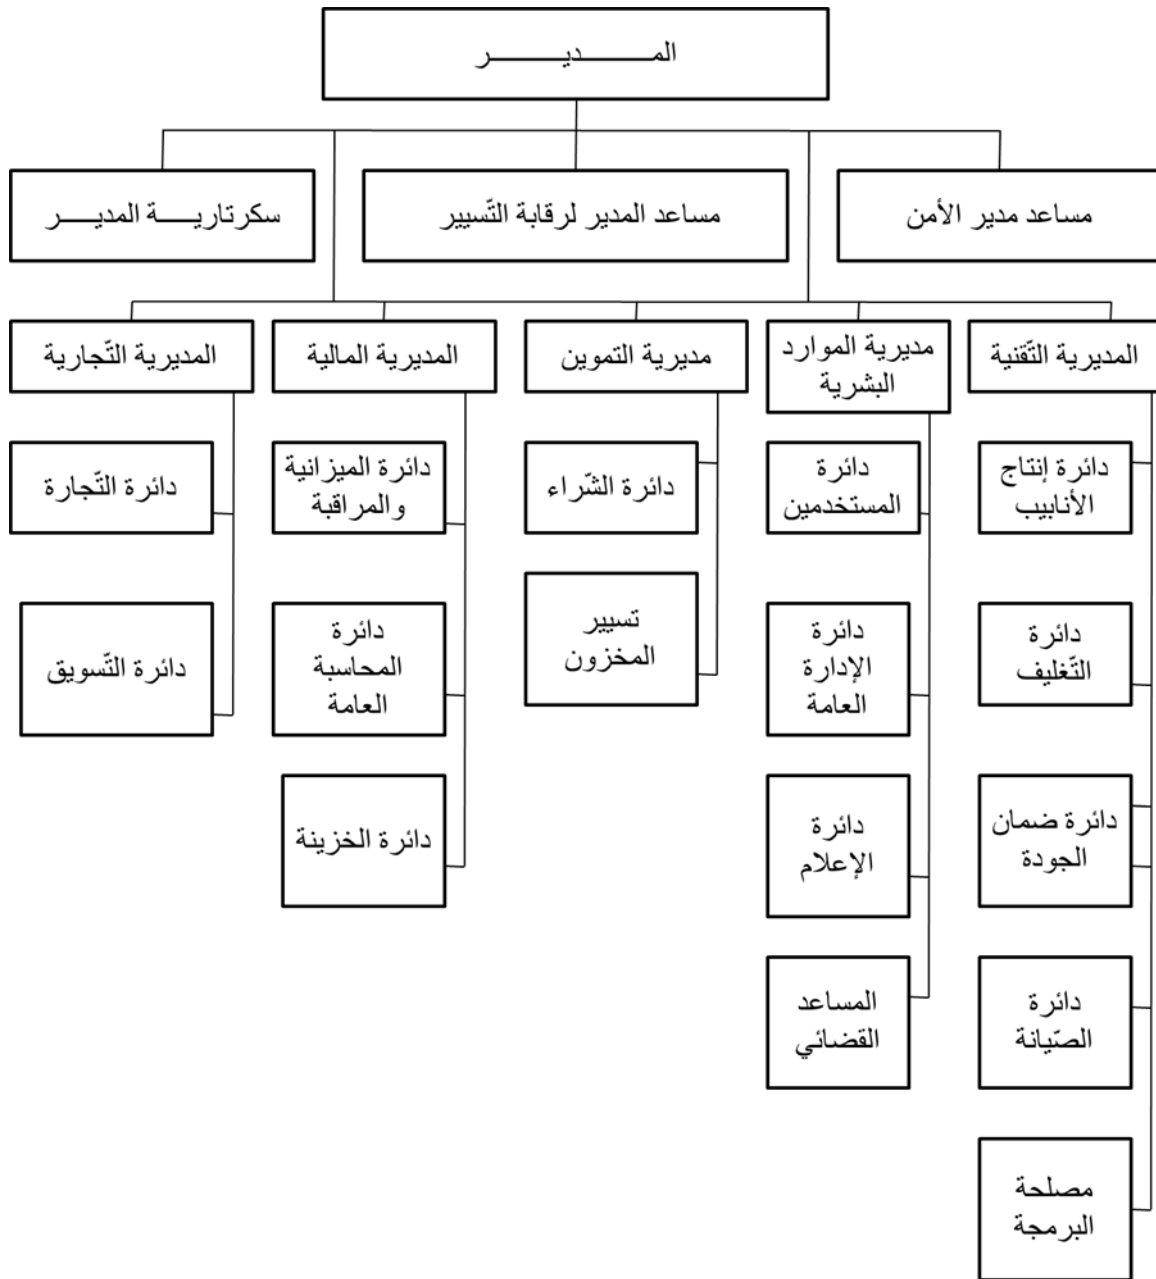 المـــــــــديـــــــــر
مساعد مدير الأمن
مساعد المدير لرقابة التّسيير
سكرتاريـــــة المديـــر
المديرية التّقنية
مديرية الموارد
البشرية
مديرية التموين
المديرية المالية
المديرية التّجارية
دائرة إنتاج
الأنابيب
دائرة
التّغليف
دائرة ضمان
الجودة
دائرة
الصّيانة
مصلحة
البرمجة
دائرة
المستخدمين
دائرة
الإدارة
العامة
دائرة
الإعلام
المساعد
القضائي
دائرة الشّراء
تسيير
المخزون
دائرة الميزانية
والمراقبة
دائرة
المحاسبة
العامة
دائرة الخزينة
دائرة التّجارة
دائرة التّسويق